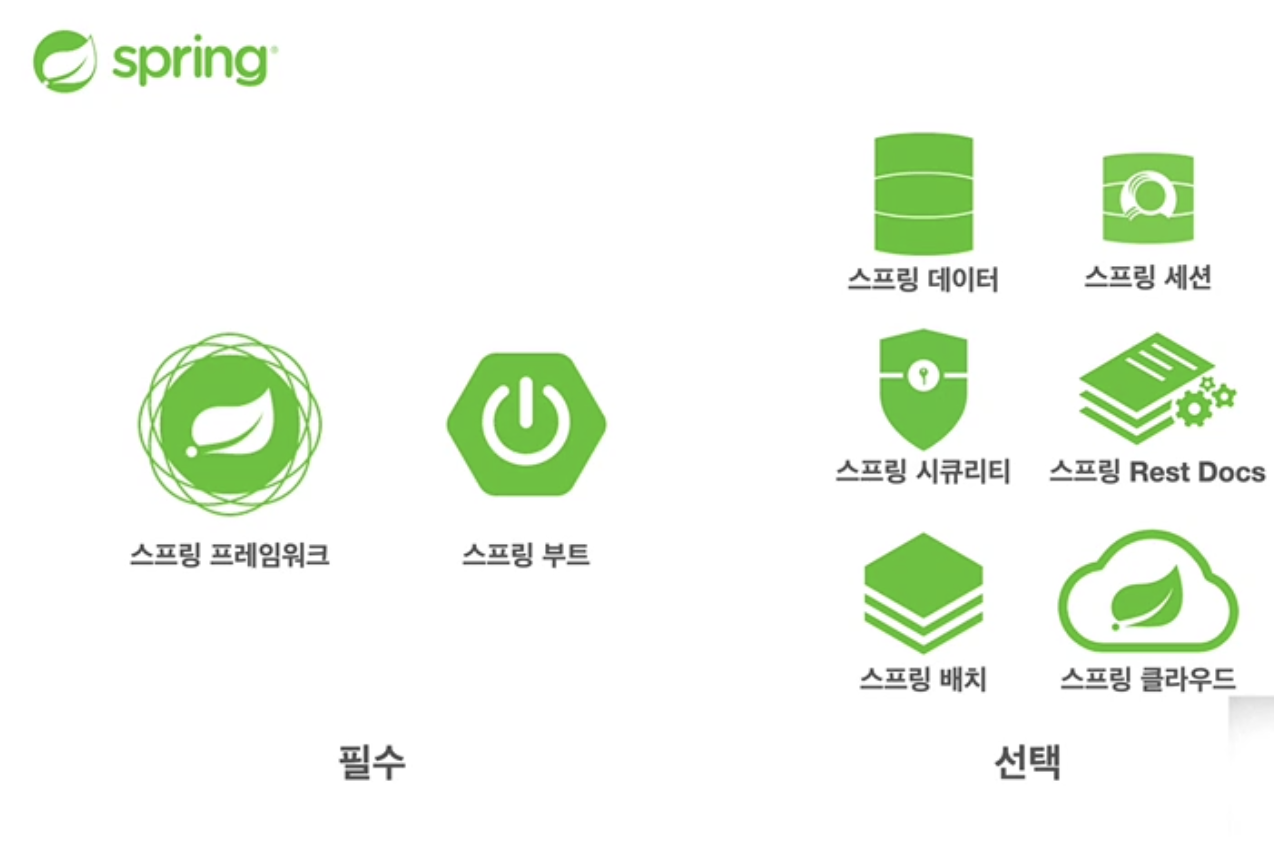 spring
스프링 데이터
스프링 세션
스프링 시큐리티
스프링 Rest Docs
스프링 프레임워크
스프링 부트
스프링 배치
스프링 클라우드
필수
선택